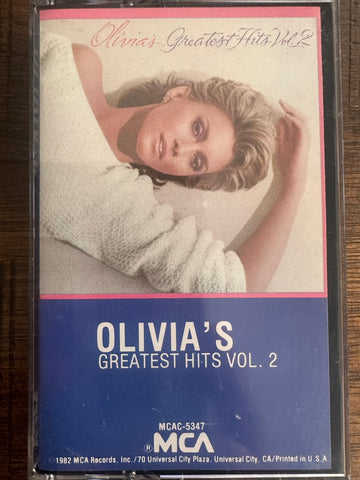 Olivia's Greatest Hits Vol. 2
OLIVIA'S
GREATEST HITS VOL. 2
MCAC-5347
®MCA
©1982 MCA Records, Inc./70 Universal City Plaza, Universal City, CA/Printed in U.S.A